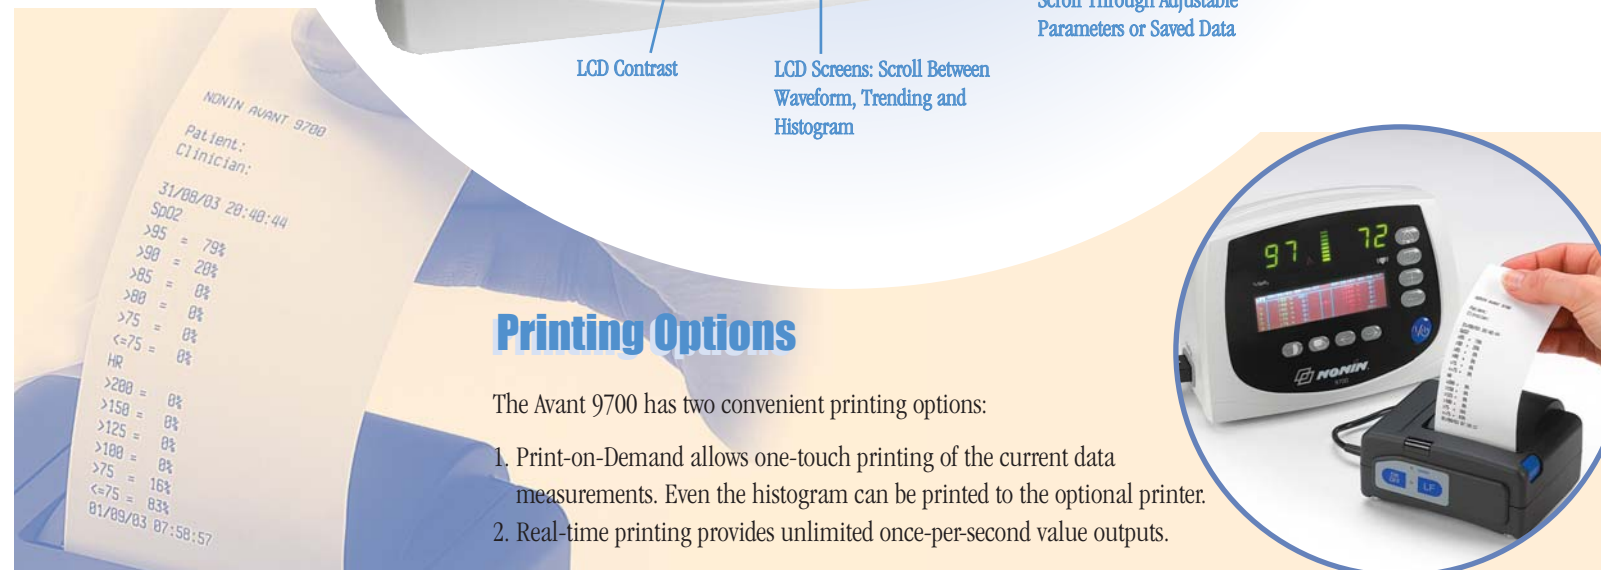 Scroll Through Adjustable
Parameters or Saved Data
LCD Contrast
LCD Screens: Scroll Between
Waveform, Trending and
Histogram
NONIN AVANT 9700
Patient:
Clinician:
31/08/03 20:40:44
SpO2
>95 = 79%
>90 = 20%
>85 = 0%
>80 = 0%
>75 = 0%
<=75 = 0%
HR
>200 = 0%
>150 = 0%
>125 = 0%
>100 = 0%
>75 = 16%
<=75 = 83%
01/09/03 07:58:57
Printing Options
The Avant 9700 has two convenient printing options:
1. Print-on-Demand allows one-touch printing of the current data
measurements. Even the histogram can be printed to the optional printer.
2. Real-time printing provides unlimited once-per-second value outputs.
97 72
NONIN
9700
LF